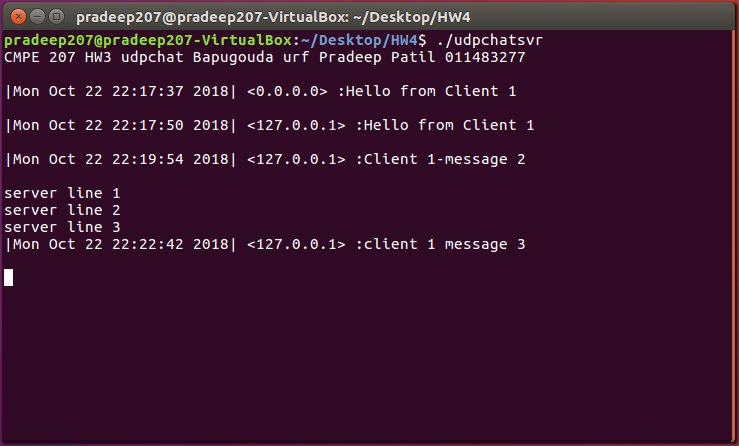 pradeep207@pradeep207-VirtualBox: ~/Desktop/HW4
pradeep207@pradeep207-VirtualBox:~/Desktop/HW4$ ./udpchatsvr
CMPE 207 HW3 udpchat Bapugouda urf Pradeep Patil 011483277
|Mon Oct 22 22:17:37 2018| <0.0.0.0> :Hello from Client 1
|Mon Oct 22 22:17:50 2018| <127.0.0.1> :Hello from Client 1
|Mon Oct 22 22:19:54 2018| <127.0.0.1> :Client 1-message 2
server line 1
server line 2
server line 3
|Mon Oct 22 22:22:42 2018| <127.0.0.1> :client 1 message 3